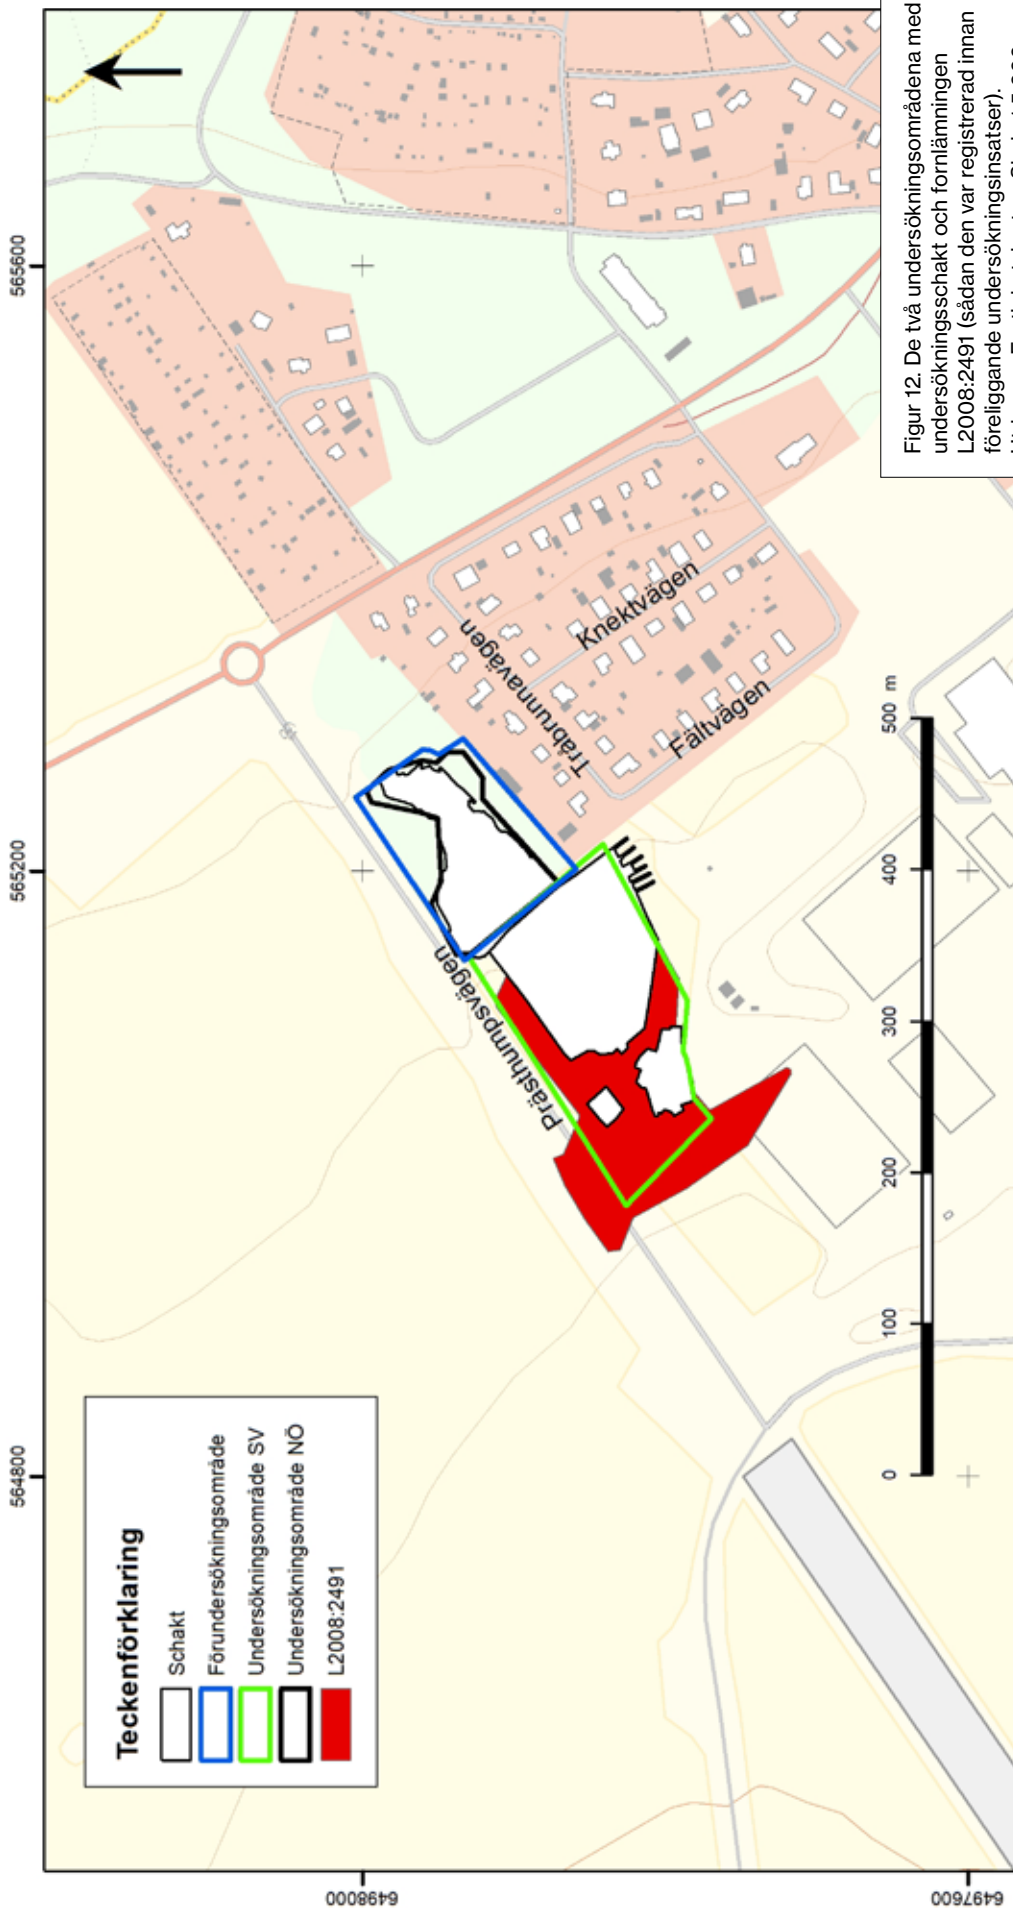 564800
565200
565600
6498000
6497600
Teckenförklaring
Schakt
Förundersökningsområde
Undersökningsområde SV
Undersökningsområde NÖ
L2008:2491
Prästhumpsvägen
Träbrunnavägen
Knektvägen
Fältvägen
0 100 200 300 400 500 m
Figur 12. De två undersökningsområdena med
undersökningsschakt och fornlämningen
L2008:2491 (sådan den var registrerad innan
föreliggande undersökningsinsatser).